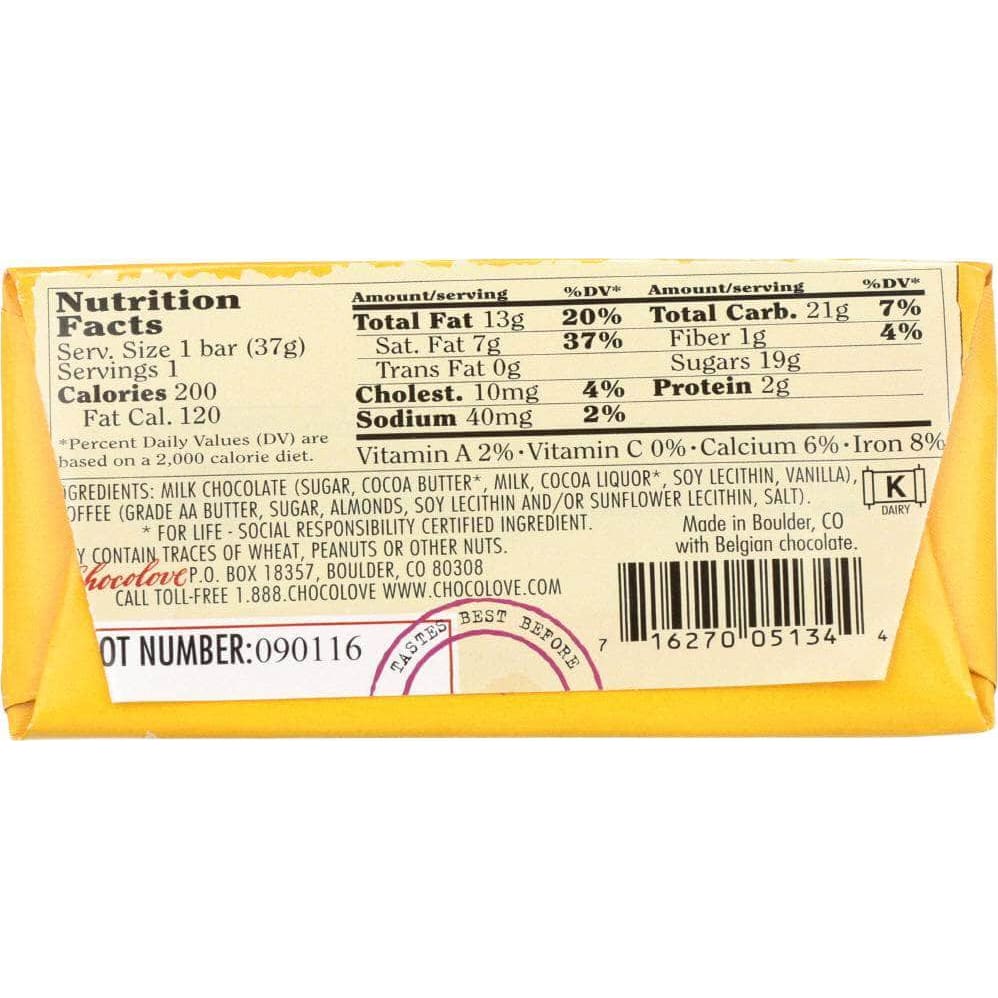 Nutrition
Facts
Serv. Size 1 bar (37g)
Servings 1
Calories 200
Fat Cal. 120
*Percent Daily Values (DV) are
based on a 2,000 calorie diet.
Amount/serving %DV*
Total Fat 13g 20%
Sat. Fat 7g 37%
Trans Fat 0g
Cholest. 10mg 4%
Sodium 40mg 2%
Amount/serving %DV*
Total Carb. 21g 7%
Fiber 1g 4%
Sugars 19g
Protein 2g
Vitamin A 2%·Vitamin C 0%·Calcium 6%·Iron 8%
GREDIENTS: MILK CHOCOLATE (SUGAR, COCOA BUTTER*, MILK, COCOA LIQUOR*, SOY LECITHIN, VANILLA),
OFFEE (GRADE AA BUTTER, SUGAR, ALMONDS, SOY LECITHIN AND/OR SUNFLOWER LECITHIN, SALT).
* FOR LIFE - SOCIAL RESPONSIBILITY CERTIFIED INGREDIENT.
Y CONTAIN TRACES OF WHEAT, PEANUTS OR OTHER NUTS.
Chocolove P.O. BOX 18357, BOULDER, CO 80308
CALL TOLL-FREE 1.888.CHOCOLOVE WWW.CHOCOLOVE.COM
K
DAIRY
Made in Boulder, CO
with Belgian chocolate.
OT NUMBER:090116
TASTES BEST BEFORE
7 16270 05134 4